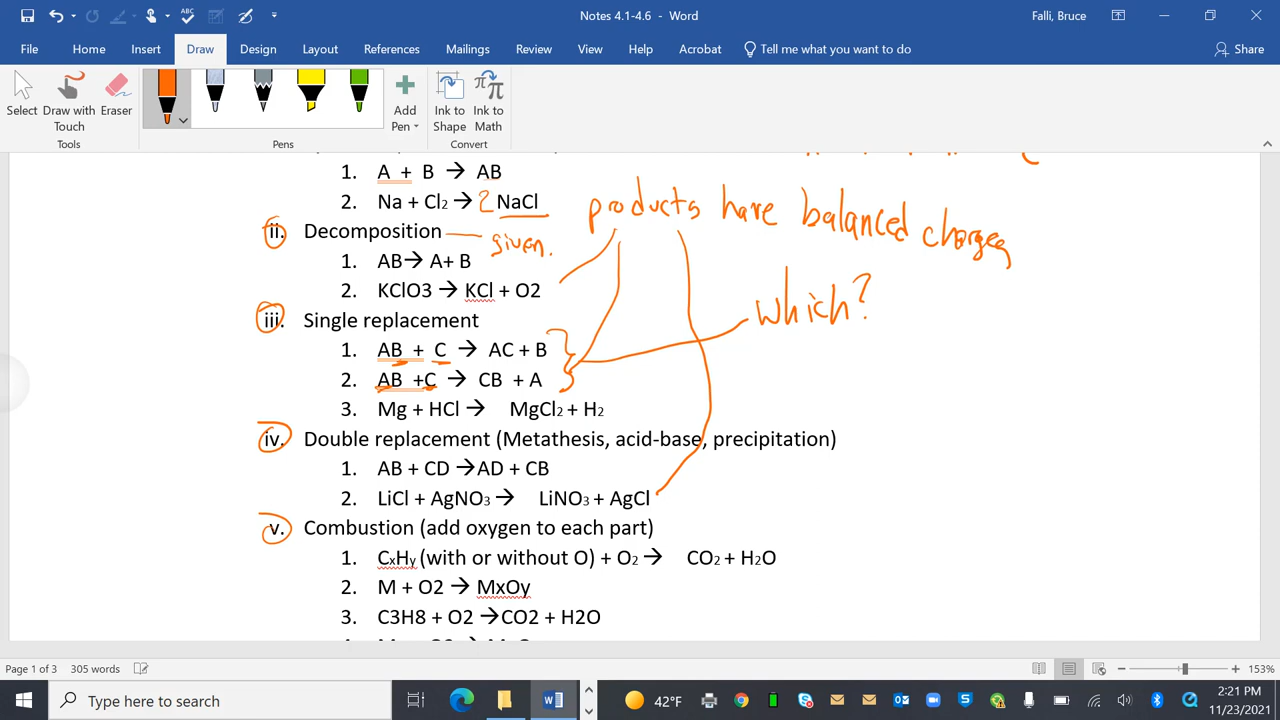 Notes 4.1-4.6 - Word
Falli, Bruce
File Home Insert Draw Design Layout References Mailings Review View Help Acrobat Tell me what you want to do Share
Select Draw with Touch Eraser Add Pen Ink to Shape Ink to Math
Tools Pens Convert
1. A + B → AB
2. Na + Cl2 → 2 NaCl
products have balanced charges
ii. Decomposition
given.
1. AB→ A+ B
2. KClO3 → KCl + O2
which?
iii. Single replacement
1. AB + C → AC + B
2. AB +C → CB + A
3. Mg + HCl → MgCl2 + H2
iv. Double replacement (Metathesis, acid-base, precipitation)
1. AB + CD →AD + CB
2. LiCl + AgNO3 → LiNO3 + AgCl
v. Combustion (add oxygen to each part)
1. CxHy (with or without O) + O2 → CO2 + H2O
2. M + O2 → MxOy
3. C3H8 + O2 →CO2 + H2O
Page 1 of 3 305 words 153%
Type here to search 42°F 2:21 PM
11/23/2021